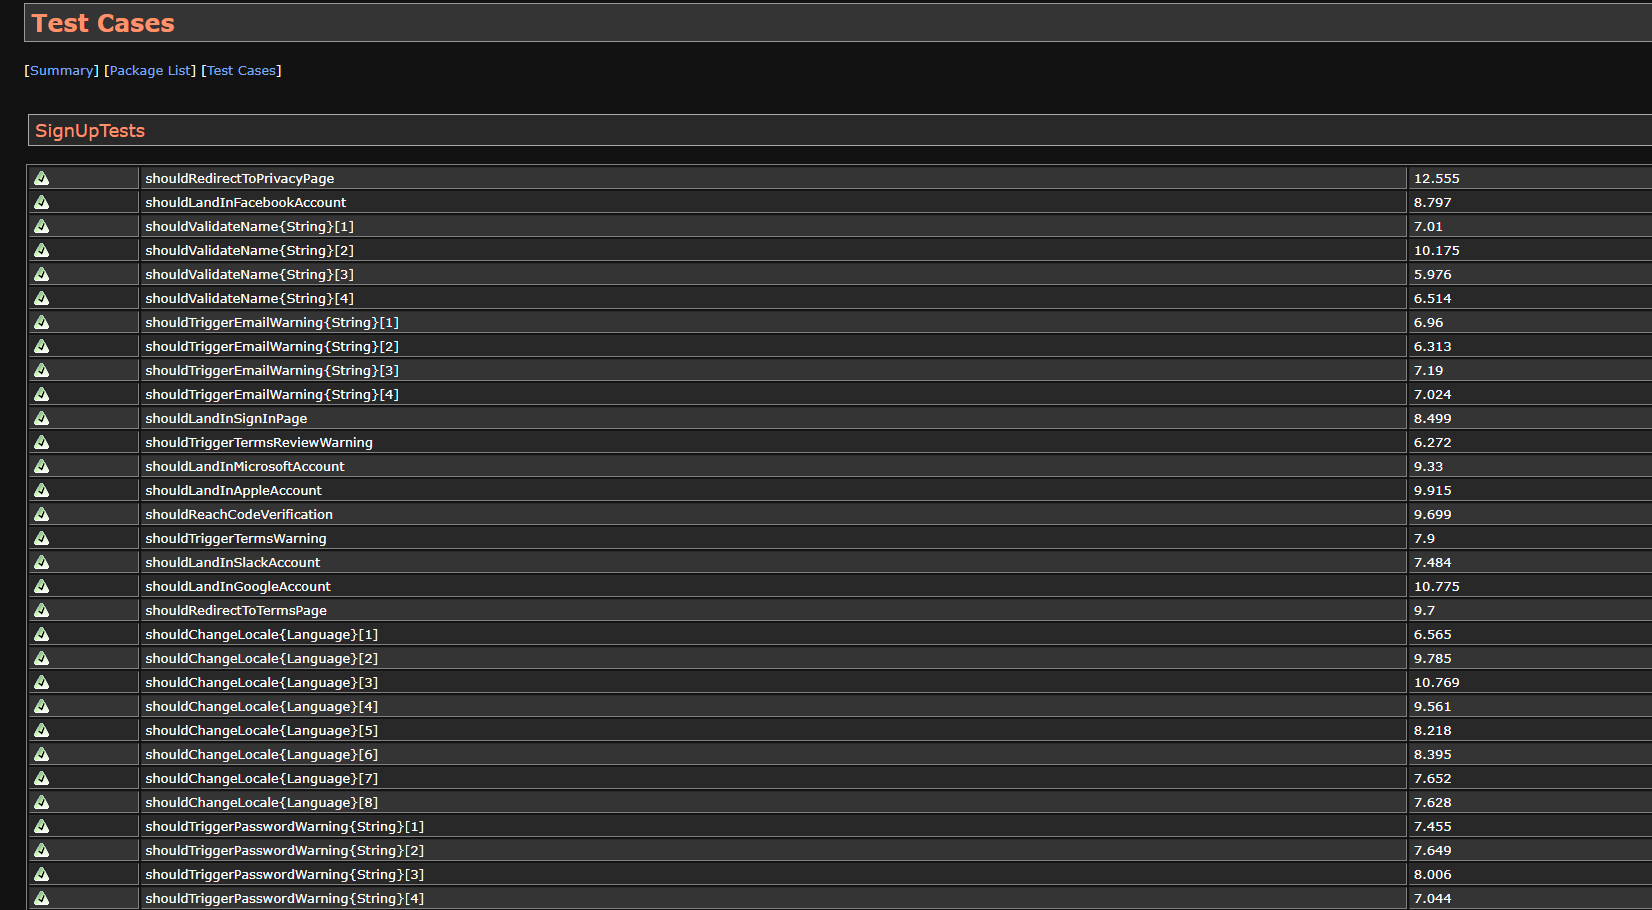 Test Cases
[Summary] [Package List] [Test Cases]
SignUpTests
shouldRedirectToPrivacyPage 12.555
shouldLandInFacebookAccount 8.797
shouldValidateName{String}[1] 7.01
shouldValidateName{String}[2] 10.175
shouldValidateName{String}[3] 5.976
shouldValidateName{String}[4] 6.514
shouldTriggerEmailWarning{String}[1] 6.96
shouldTriggerEmailWarning{String}[2] 6.313
shouldTriggerEmailWarning{String}[3] 7.19
shouldTriggerEmailWarning{String}[4] 7.024
shouldLandInSignInPage 8.499
shouldTriggerTermsReviewWarning 6.272
shouldLandInMicrosoftAccount 9.33
shouldLandInAppleAccount 9.915
shouldReachCodeVerification 9.699
shouldTriggerTermsWarning 7.9
shouldLandInSlackAccount 7.484
shouldLandInGoogleAccount 10.775
shouldRedirectToTermsPage 9.7
shouldChangeLocale{Language}[1] 6.565
shouldChangeLocale{Language}[2] 9.785
shouldChangeLocale{Language}[3] 10.769
shouldChangeLocale{Language}[4] 9.561
shouldChangeLocale{Language}[5] 8.218
shouldChangeLocale{Language}[6] 8.395
shouldChangeLocale{Language}[7] 7.652
shouldChangeLocale{Language}[8] 7.628
shouldTriggerPasswordWarning{String}[1] 7.455
shouldTriggerPasswordWarning{String}[2] 7.649
shouldTriggerPasswordWarning{String}[3] 8.006
shouldTriggerPasswordWarning{String}[4] 7.044